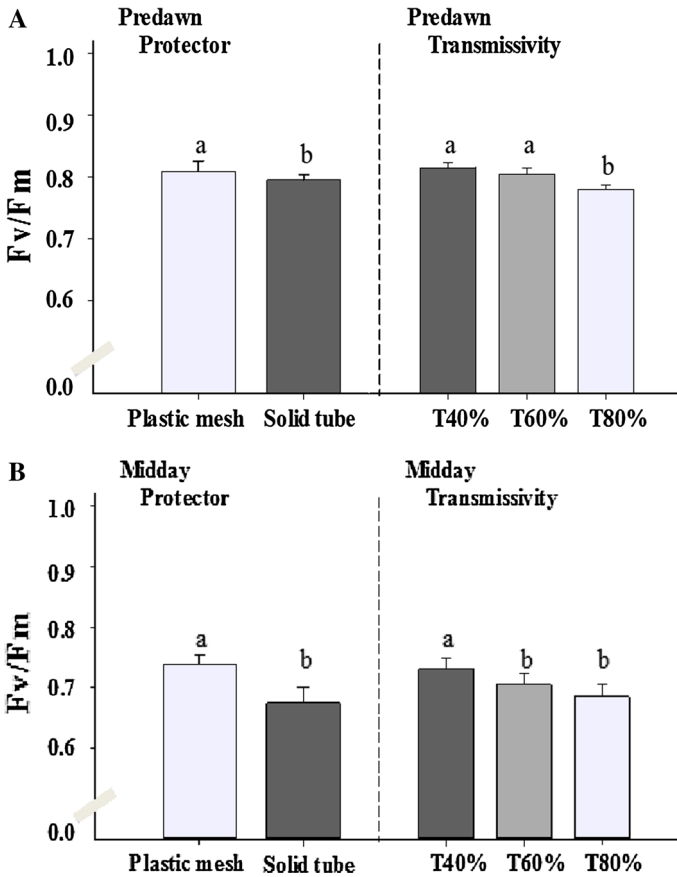 A
Predawn
Protector
Predawn
Transmissivity
1.0
0.9
0.8
0.7
0.6
0.0
Fv/Fm
a
b
a
a
b
Plastic mesh
Solid tube
T40%
T60%
T80%
B
Midday
Protector
Midday
Transmissivity
1.0
0.9
0.8
0.7
0.6
0.0
Fv/Fm
a
b
a
b
b
Plastic mesh
Solid tube
T40%
T60%
T80%